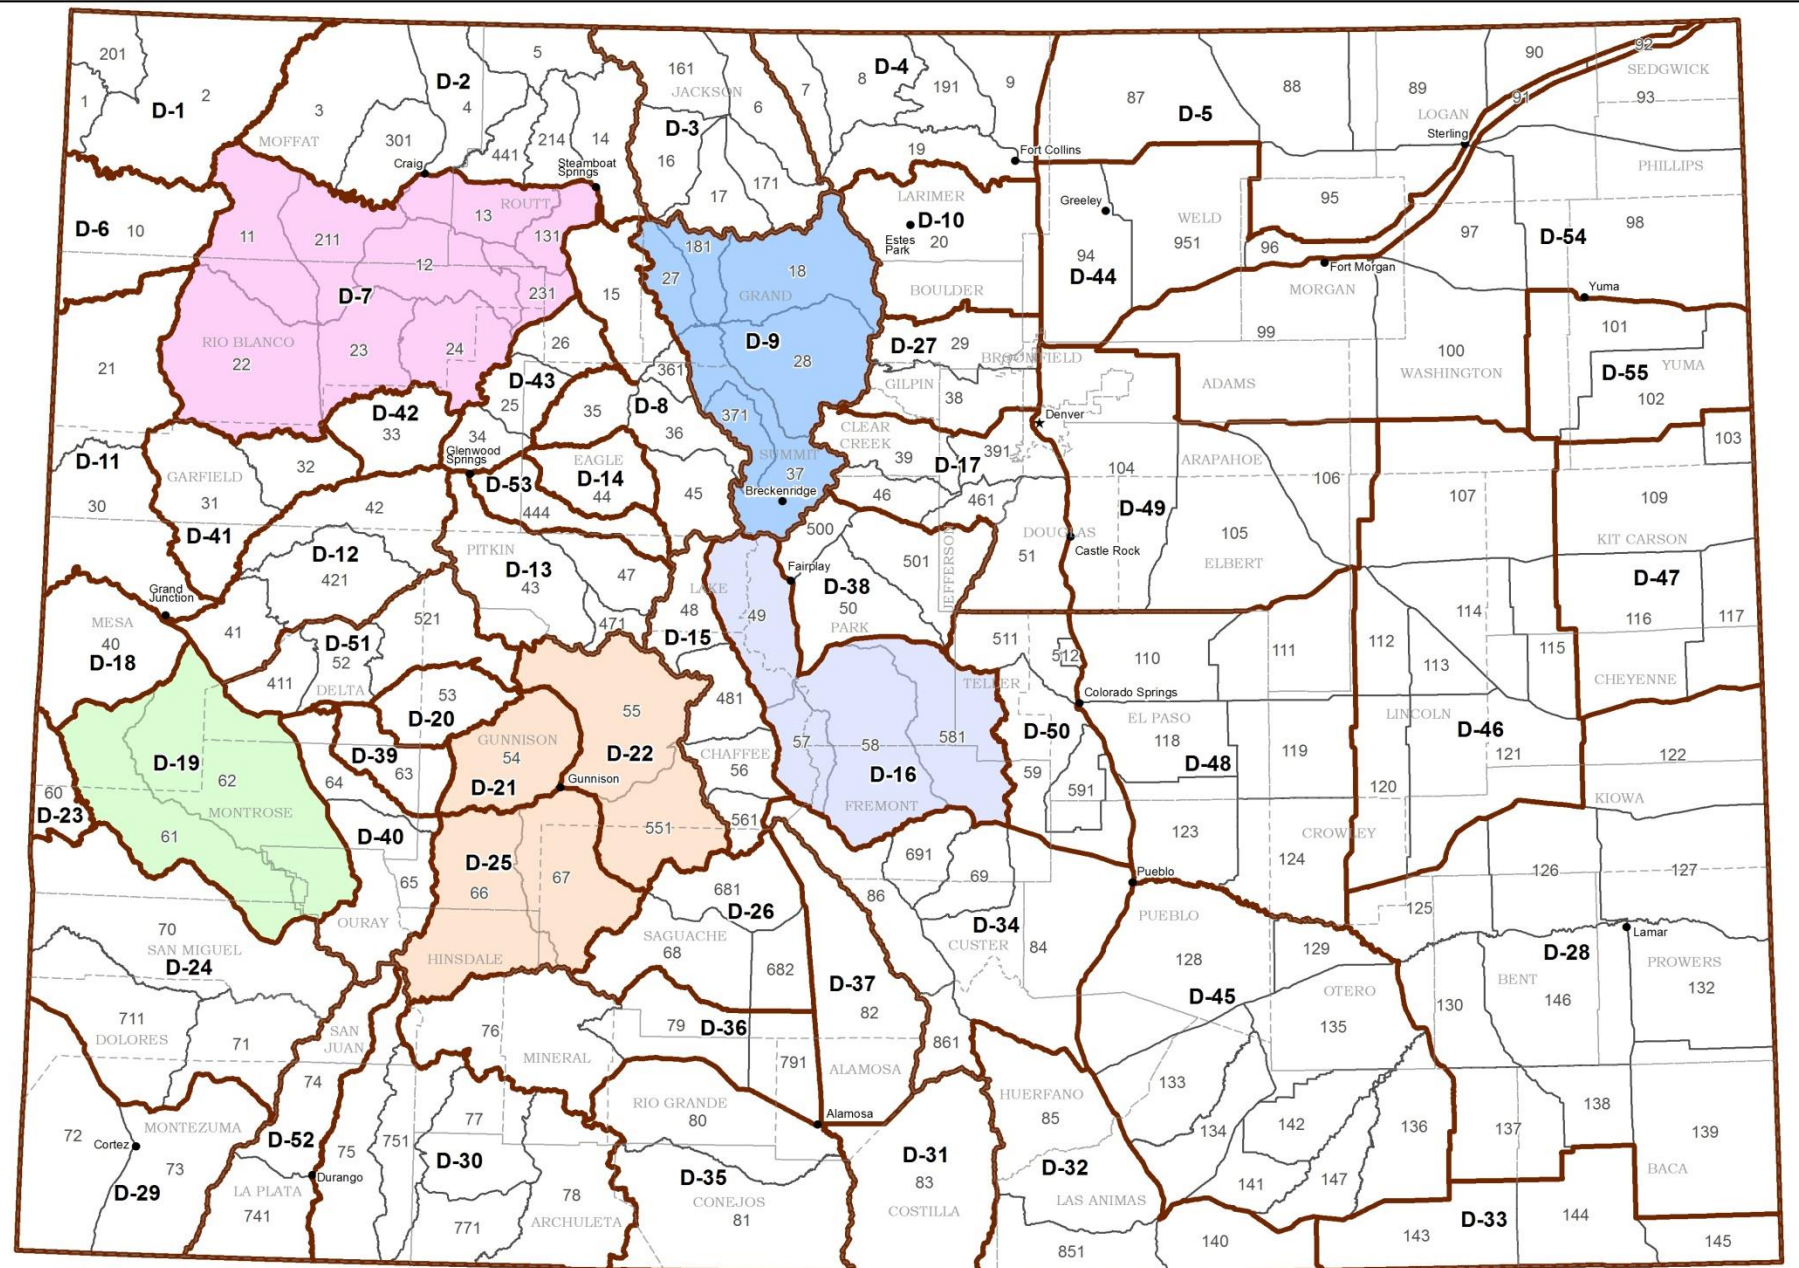 201
1
2
D-1
3
MOFFAT
301
Craig
D-2
4
5
441
214
14
Steamboat
Springs
161
JACKSON
6
D-3
16
17
171
7
8
D-4
191
9
19
Fort Collins
87
D-5
88
89
LOGAN
Sterling
90
91
92
SEDGWICK
93
PHILLIPS
D-6
10
11
211
13
ROUTT
131
12
D-7
231
RIO BLANCO
22
23
24
15
181
27
18
GRAND
D-9
28
371
SUMMIT
37
Breckenridge
LARIMER
D-10
Estes
Park
20
BOULDER
Greeley
94
D-44
WELD
951
95
96
Fort Morgan
MORGAN
99
97
D-54
98
Yuma
101
YUMA
D-55
102
103
100
WASHINGTON
21
26
D-43
25
361
D-8
35
36
D-42
33
34
Glenwood
Springs
D-27
29
BROOMFIELD
GILPIN
38
Denver
ADAMS
CLEAR
CREEK
39
D-17
391
46
461
104
ARAPAHOE
D-49
105
106
ELBERT
107
109
KIT CARSON
D-11
30
GARFIELD
31
32
D-41
42
D-53
444
EAGLE
D-14
44
45
500
501
DOUGLAS
51
Castle Rock
JEFFERSON
D-12
421
PITKIN
D-13
43
47
471
LAKE
48
D-15
49
Fairplay
D-38
50
PARK
D-47
116
117
114
115
Grand
Junction
MESA
40
D-18
41
D-51
52
521
411
DELTA
53
D-20
481
511
512
110
111
112
113
CHEYENNE
TELLER
Colorado Springs
D-19
62
MONTROSE
61
60
D-23
64
D-39
63
GUNNISON
54
D-21
55
D-22
Gunnison
551
CHAFFEE
56
561
57
58
581
D-16
FREMONT
D-50
59
591
EL PASO
118
D-48
119
LINCOLN
D-46
121
120
122
KIOWA
D-40
65
OURAY
D-25
66
67
HINSDALE
681
D-26
SAGUACHE
68
682
86
691
69
D-34
CUSTER
84
Pueblo
PUEBLO
123
124
CROWLEY
125
126
127
Lamar
70
SAN MIGUEL
D-24
711
DOLORES
71
SAN
JUAN
76
MINERAL
79
D-36
791
D-37
82
ALAMOSA
861
128
D-45
129
OTERO
135
130
BENT
146
D-28
PROWERS
132
72
Cortez
MONTEZUMA
73
D-29
74
D-52
LA PLATA
741
Durango
75
751
77
D-30
771
78
ARCHULETA
RIO GRANDE
80
Alamosa
D-35
CONEJOS
81
D-31
83
COSTILLA
HUERFANO
85
D-32
LAS ANIMAS
851
133
134
142
141
147
136
137
138
139
BACA
140
143
D-33
144
145